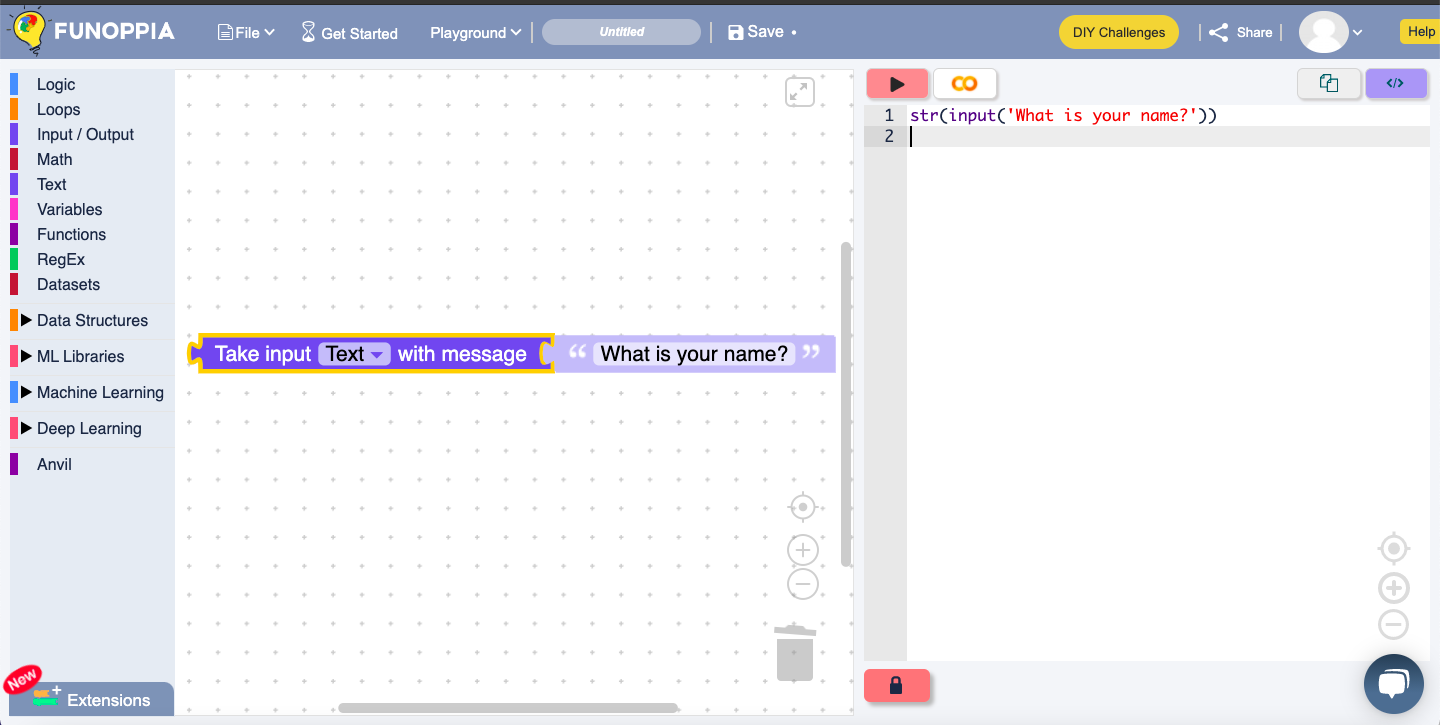 FUNOPPIA
File
Get Started
Playground
Untitled
Save
DIY Challenges
Share
Help
Logic
Loops
Input / Output
Math
Text
Variables
Functions
RegEx
Datasets
Data Structures
ML Libraries
Machine Learning
Deep Learning
Anvil
New
Extensions
Take input Text with message “ What is your name? ”
</>
1 str(input('What is your name?'))
2